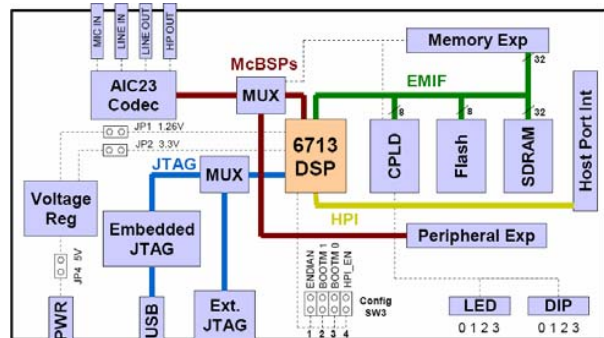 MIC IN
LINE IN
LINE OUT
HP OUT
McBSPs
Memory Exp
32
EMIF
AIC23
Codec
MUX
8
8
32
JP1 1.26V
JP2 3.3V
6713
DSP
CPLD
Flash
SDRAM
Host Port Int
JTAG
MUX
Voltage
Reg
HPI
Embedded
JTAG
Peripheral Exp
JP4 5V
ENDIAN
BOOTM 1
BOOTM 0
HPI_EN
Config
SW3
PWR
USB
Ext.
JTAG
LED
DIP
1 2 3 4
0 1 2 3
0 1 2 3